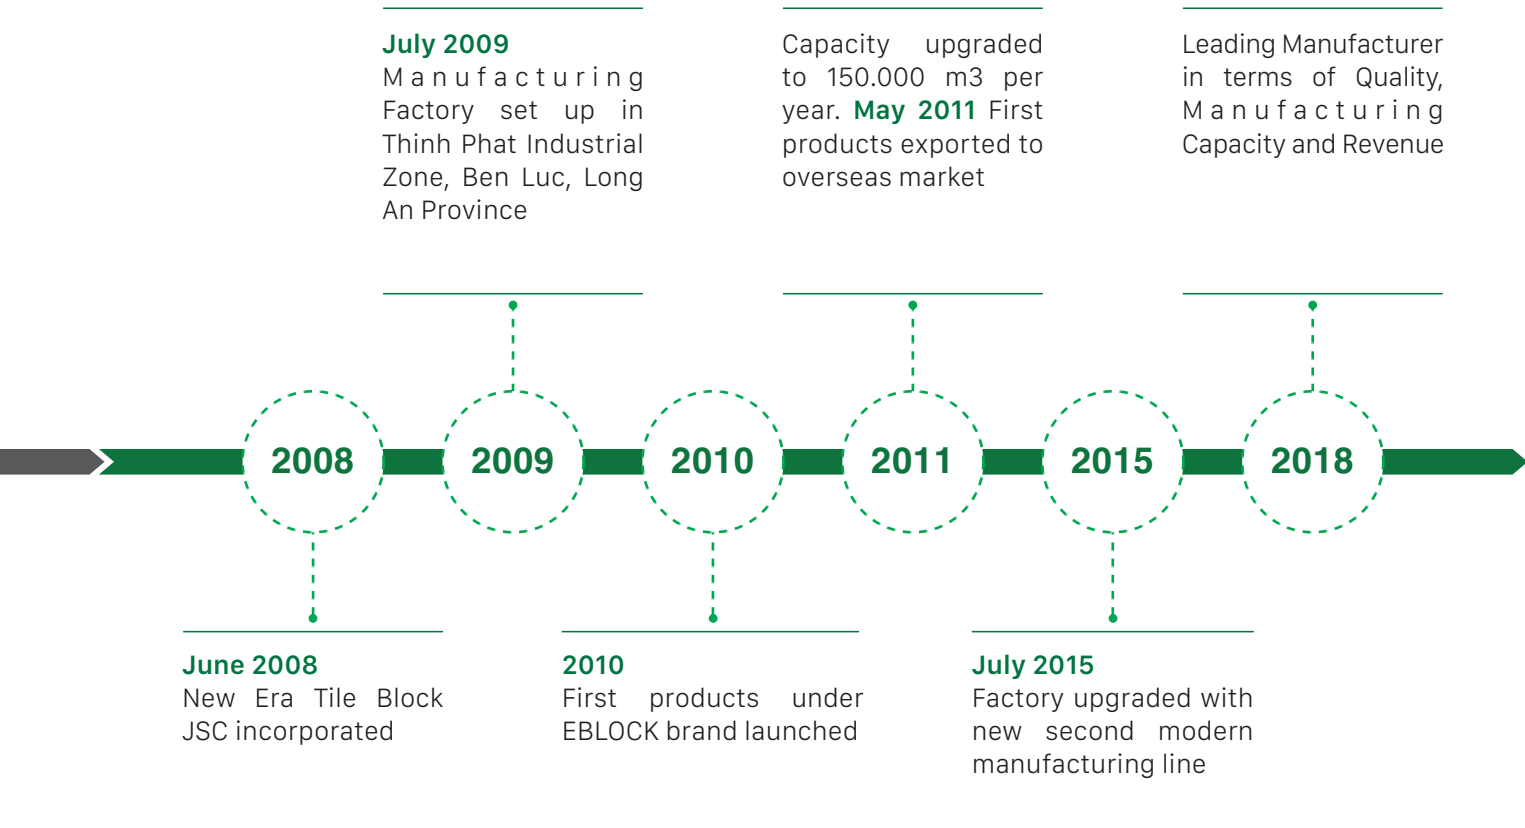 July 2009
Manufacturing
Factory set up in
Thinh Phat Industrial
Zone, Ben Luc, Long
An Province
Capacity upgraded
to 150.000 m3 per
year. May 2011 First
products exported to
overseas market
Leading Manufacturer
in terms of Quality,
Manufacturing
Capacity and Revenue
2008
2009
2010
2011
2015
2018
June 2008
New Era Tile Block
JSC incorporated
2010
First products under
EBLOCK brand launched
July 2015
Factory upgraded with
new second modern
manufacturing line